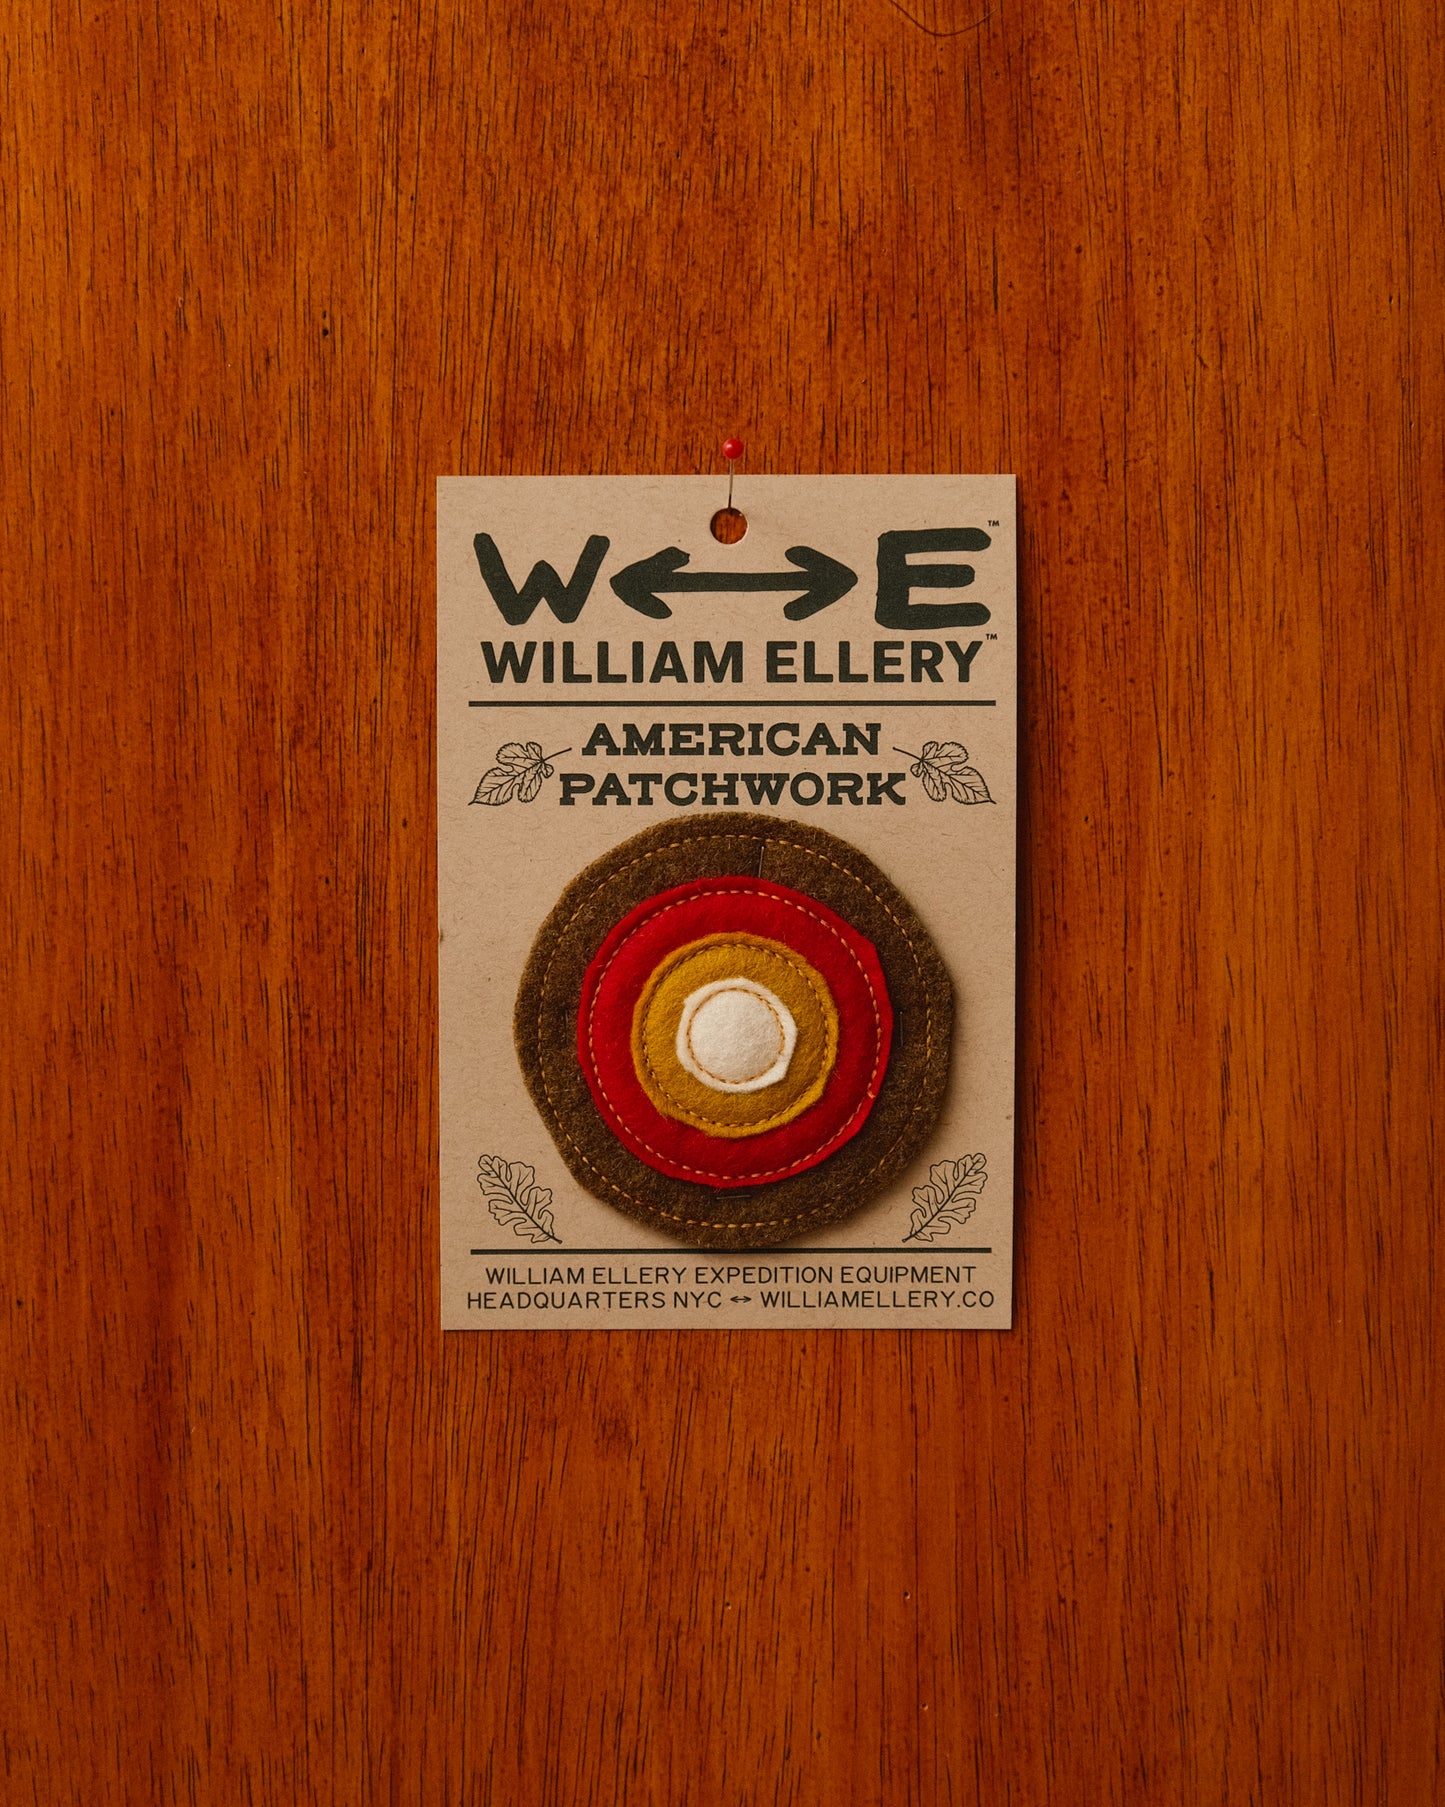 W↔E™
WILLIAM ELLERY™
AMERICAN
PATCHWORK
WILLIAM ELLERY EXPEDITION EQUIPMENT
HEADQUARTERS NYC ↔ WILLIAMELLERY.CO